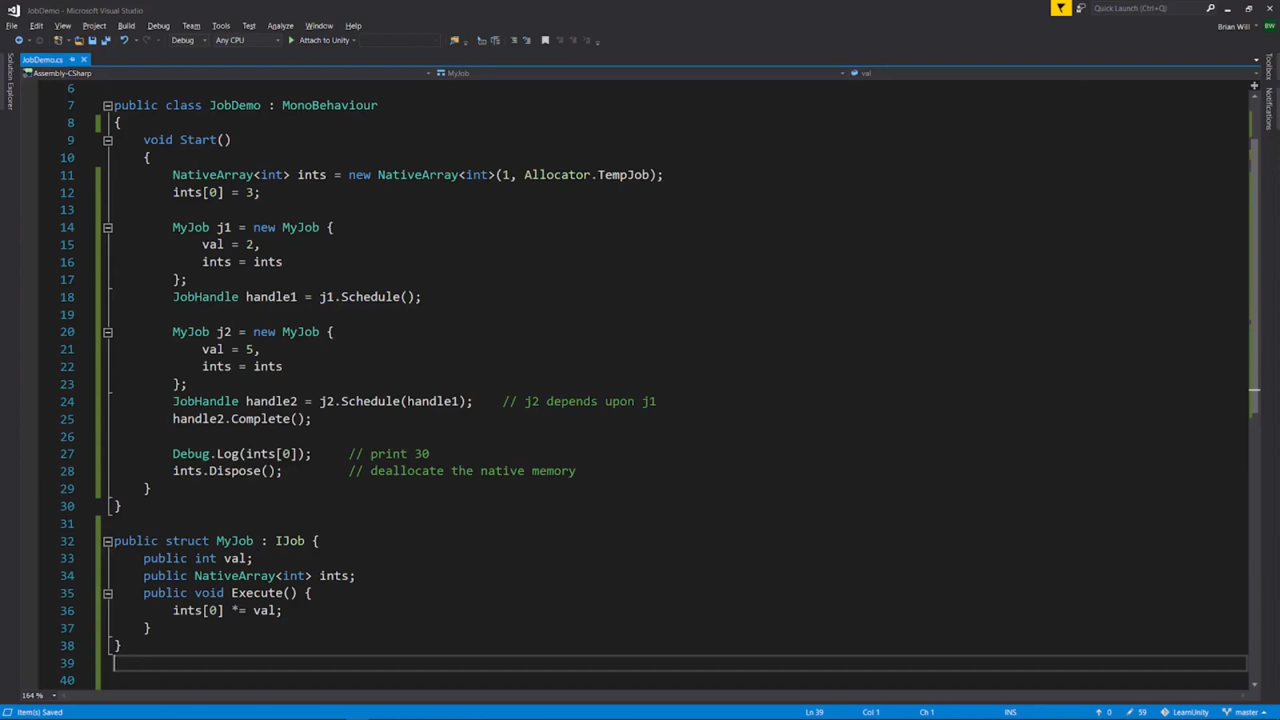 JobDemo - Microsoft Visual Studio
Quick Launch (Ctrl+Q)
File Edit View Project Build Debug Team Tools Test Analyze Window Help
Brian Will BW
Debug Any CPU Attach to Unity
JobDemo.cs
Assembly-CSharp MyJob val
Solution Explorer
Toolbox
Notifications
6
7 public class JobDemo : MonoBehaviour
8 {
9 void Start()
10 {
11 NativeArray<int> ints = new NativeArray<int>(1, Allocator.TempJob);
12 ints[0] = 3;
13
14 MyJob j1 = new MyJob {
15 val = 2,
16 ints = ints
17 };
18 JobHandle handle1 = j1.Schedule();
19
20 MyJob j2 = new MyJob {
21 val = 5,
22 ints = ints
23 };
24 JobHandle handle2 = j2.Schedule(handle1); // j2 depends upon j1
25 handle2.Complete();
26
27 Debug.Log(ints[0]); // print 30
28 ints.Dispose(); // deallocate the native memory
29 }
30 }
31
32 public struct MyJob : IJob {
33 public int val;
34 public NativeArray<int> ints;
35 public void Execute() {
36 ints[0] *= val;
37 }
38 }
39
40
164 %
Item(s) Saved Ln 39 Col 1 Ch 1 INS 0 59 LearnUnity master